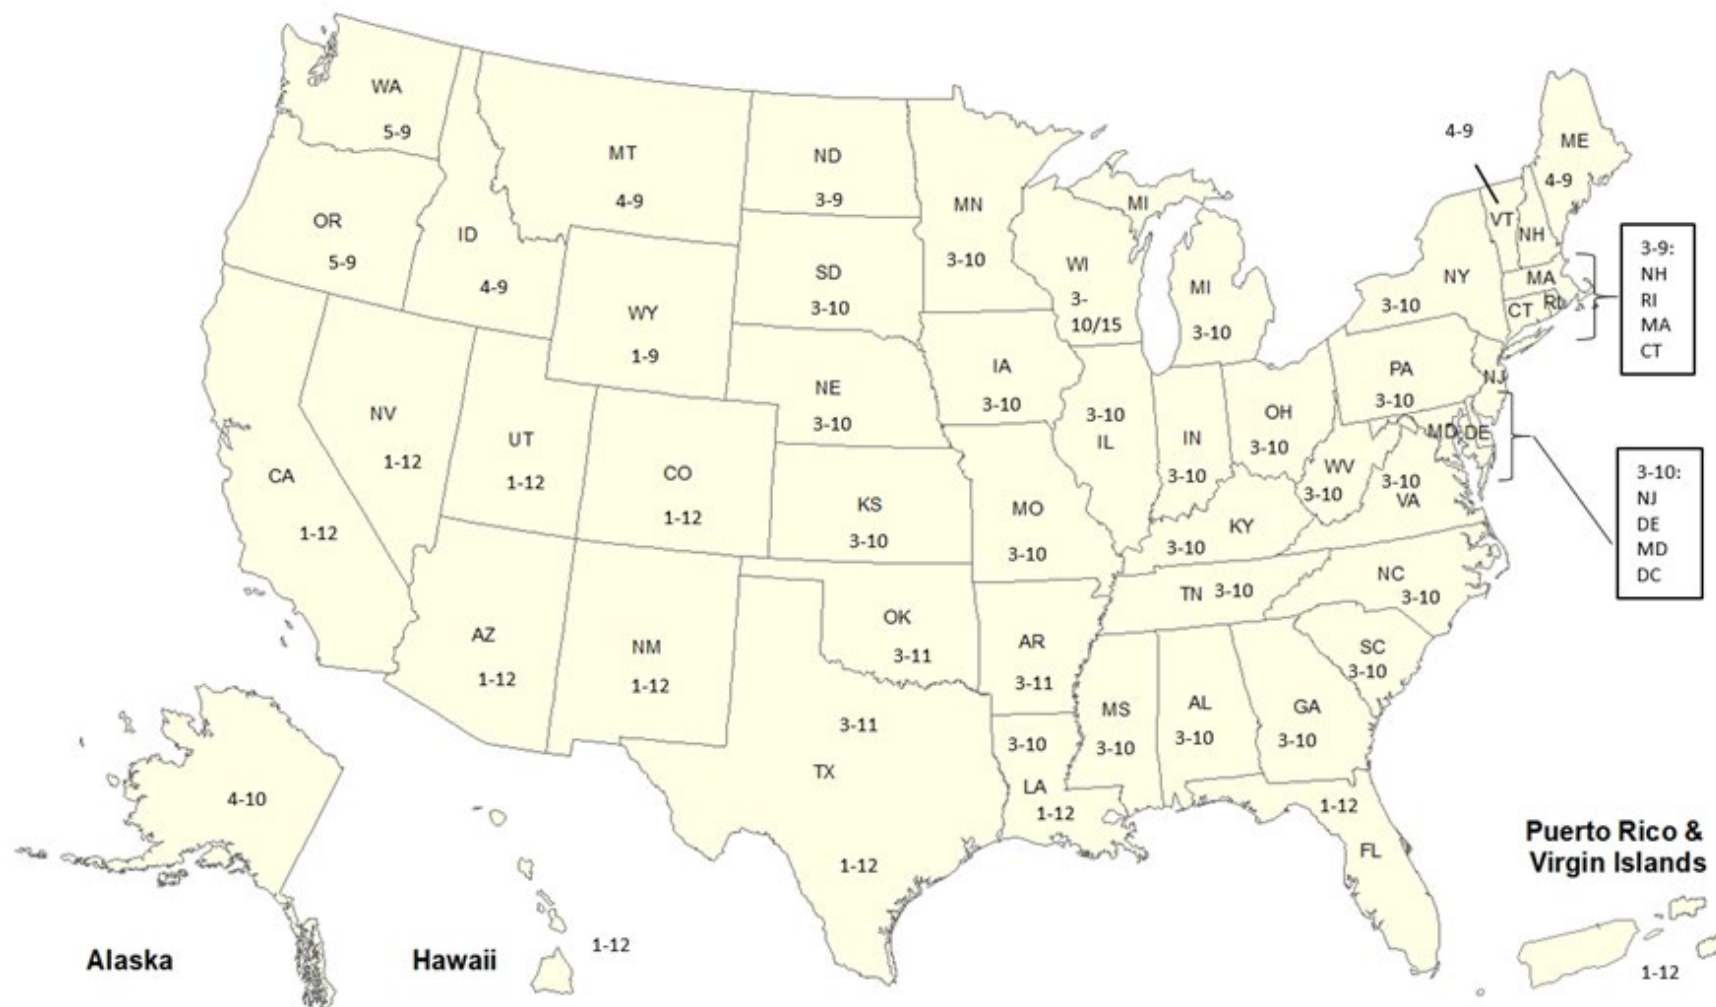 WA
5-9
OR
5-9
ID
4-9
MT
4-9
WY
1-9
ND
3-9
SD
3-10
NE
3-10
KS
3-10
MN
3-10
IA
3-10
MO
3-10
WI
3-
10/15
MI
MI
3-10
3-10
IL
IN
3-10
OH
3-10
KY
3-10
TN 3-10
WV
3-10
3-10
VA
NC
3-10
SC
3-10
GA
3-10
AL
3-10
MS
3-10
AR
3-11
3-10
LA
1-12
OK
3-11
3-11
TX
1-12
NM
1-12
AZ
1-12
CO
1-12
UT
1-12
NV
1-12
CA
1-12
1-12
FL
PA
3-10
NY
3-10
4-9
VT
NH
ME
4-9
MA
CT
RI
NJ
MD
DE
3-9:
NH
RI
MA
CT
3-10:
NJ
DE
MD
DC
4-10
Alaska
Hawaii
1-12
Puerto Rico &
Virgin Islands
1-12